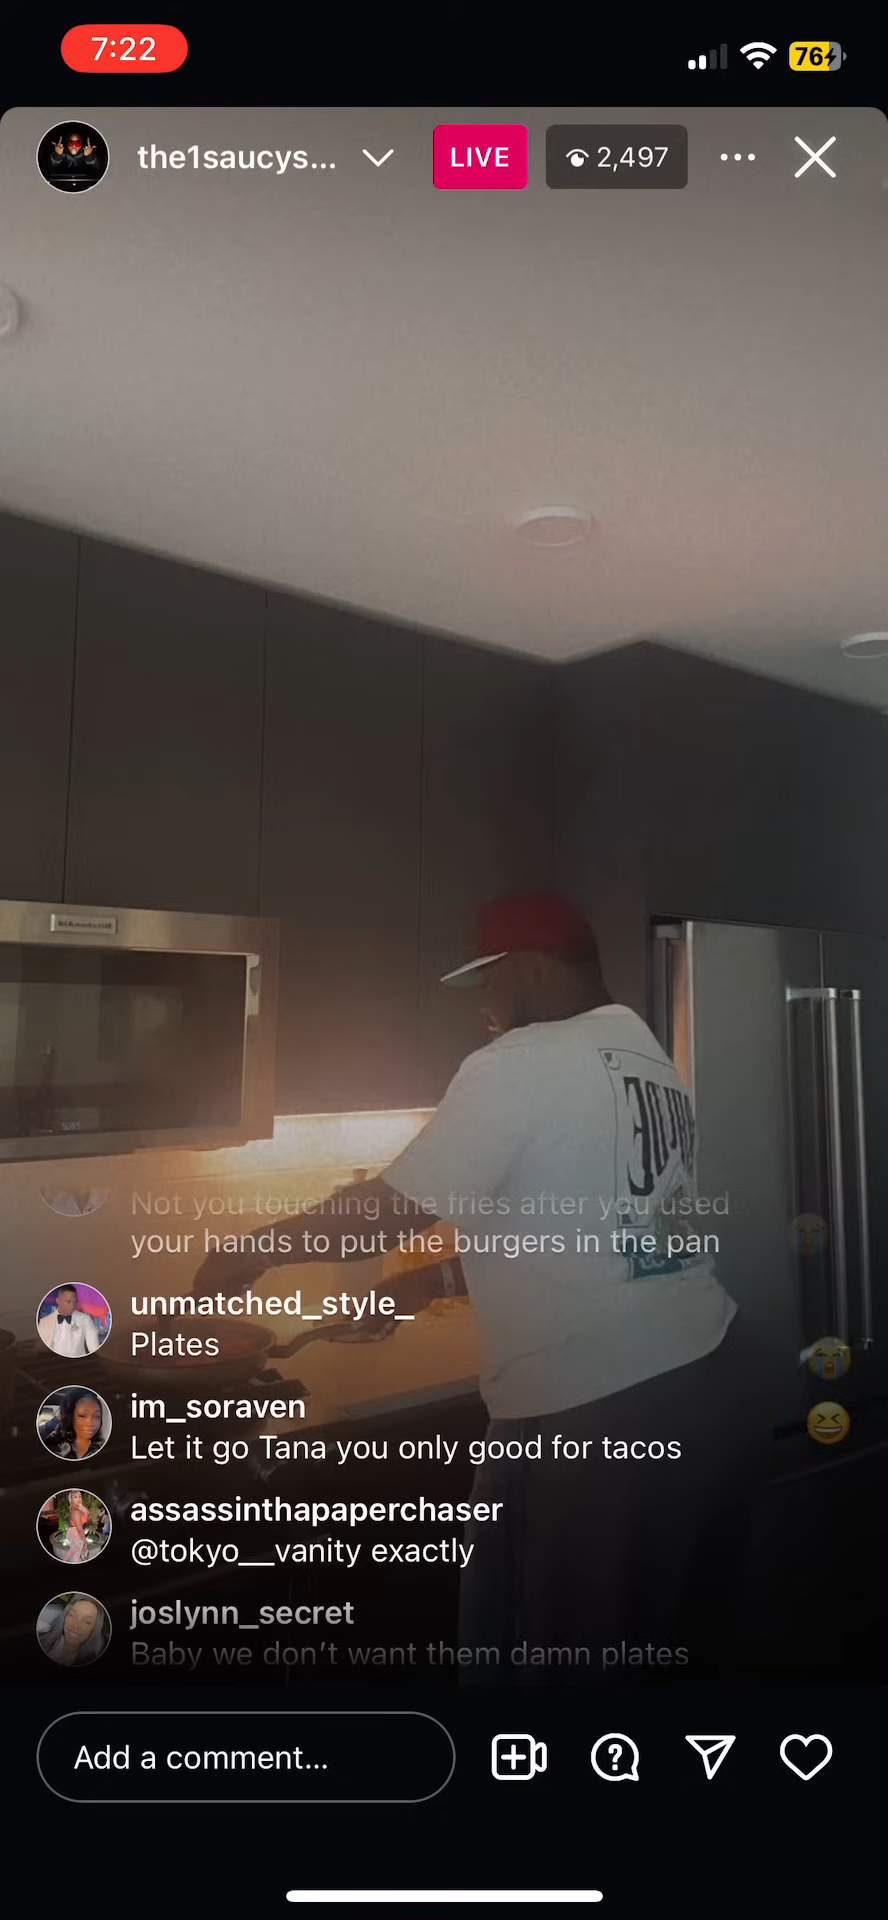 7:22
76
the1saucys...
LIVE
2,497
Not you touching the fries after you used
your hands to put the burgers in the pan
unmatched_style_
Plates
im_soraven
Let it go Tana you only good for tacos
assassinthapaperchaser
@tokyo__vanity exactly
joslynn_secret
Baby we don’t want them damn plates
Add a comment...